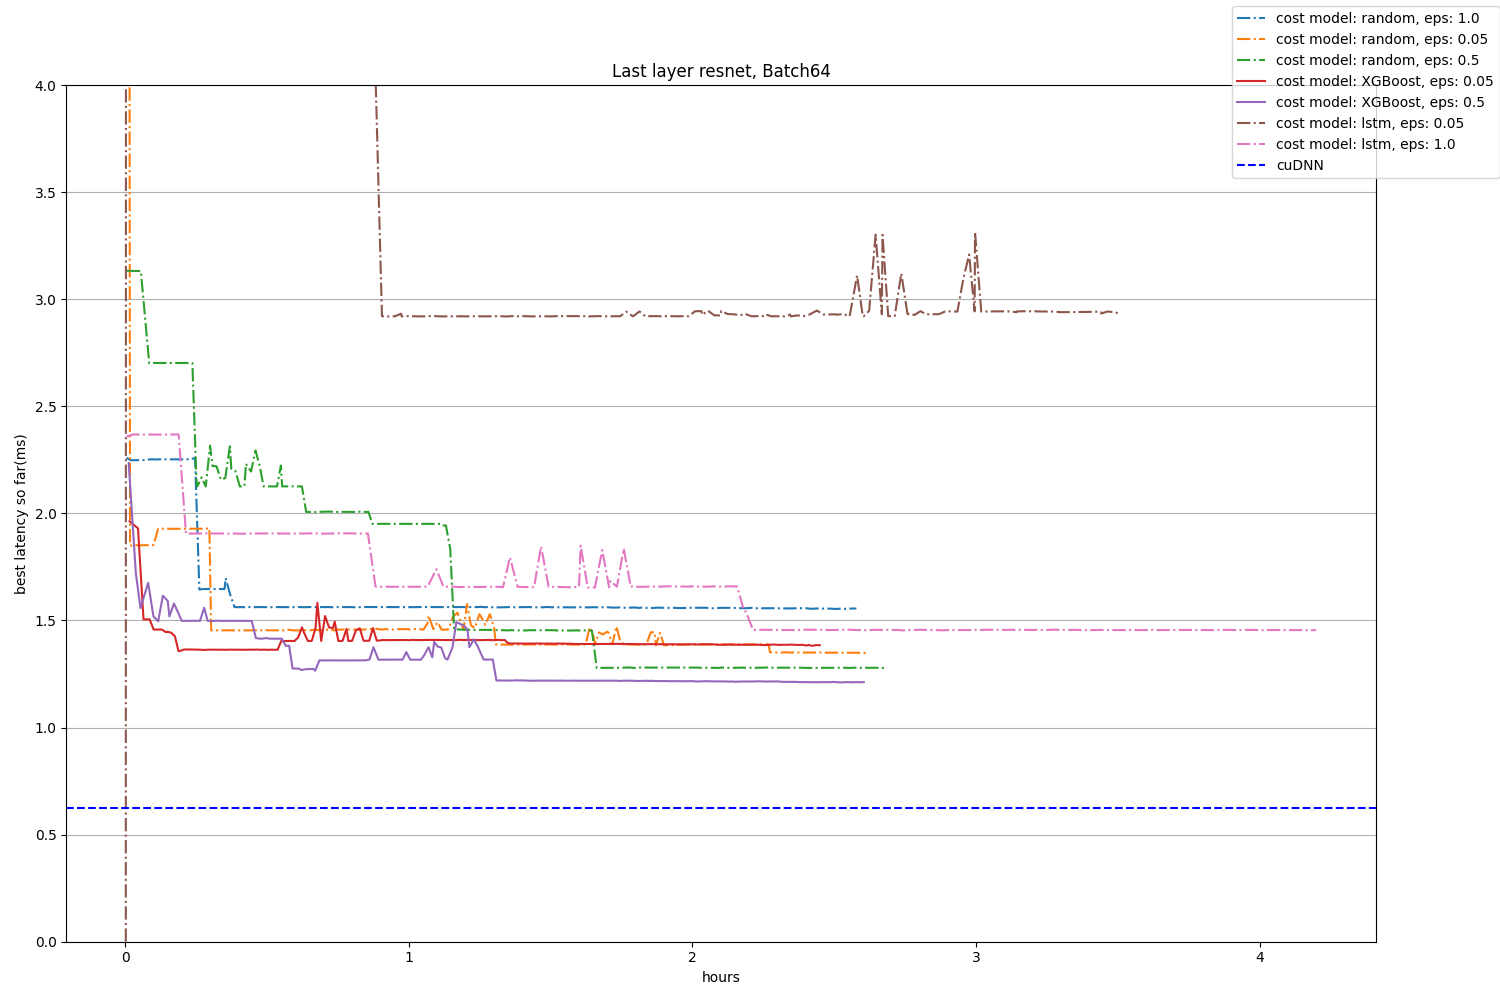 cost model: random, eps: 1.0
cost model: random, eps: 0.05
cost model: random, eps: 0.5
cost model: XGBoost, eps: 0.05
cost model: XGBoost, eps: 0.5
cost model: lstm, eps: 0.05
cost model: lstm, eps: 1.0
cuDNN
Last layer resnet, Batch64
best latency so far(ms)
4.0
3.5
3.0
2.5
2.0
1.5
1.0
0.5
0.0
0 1 2 3 4
hours